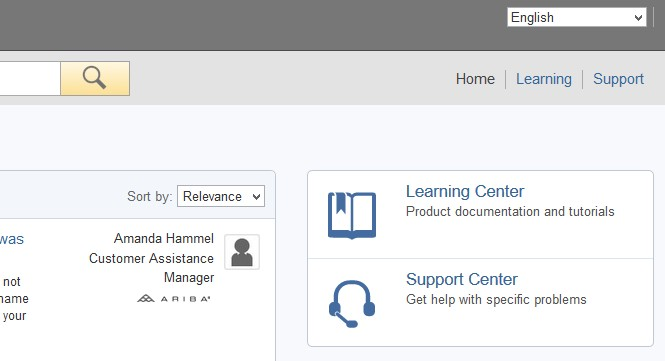 English
Home
Learning
Support
Sort by:
Relevance
Learning Center
Product documentation and tutorials
was
Amanda Hammel
Customer Assistance
Manager
ARIBA
not
name
your
Support Center
Get help with specific problems